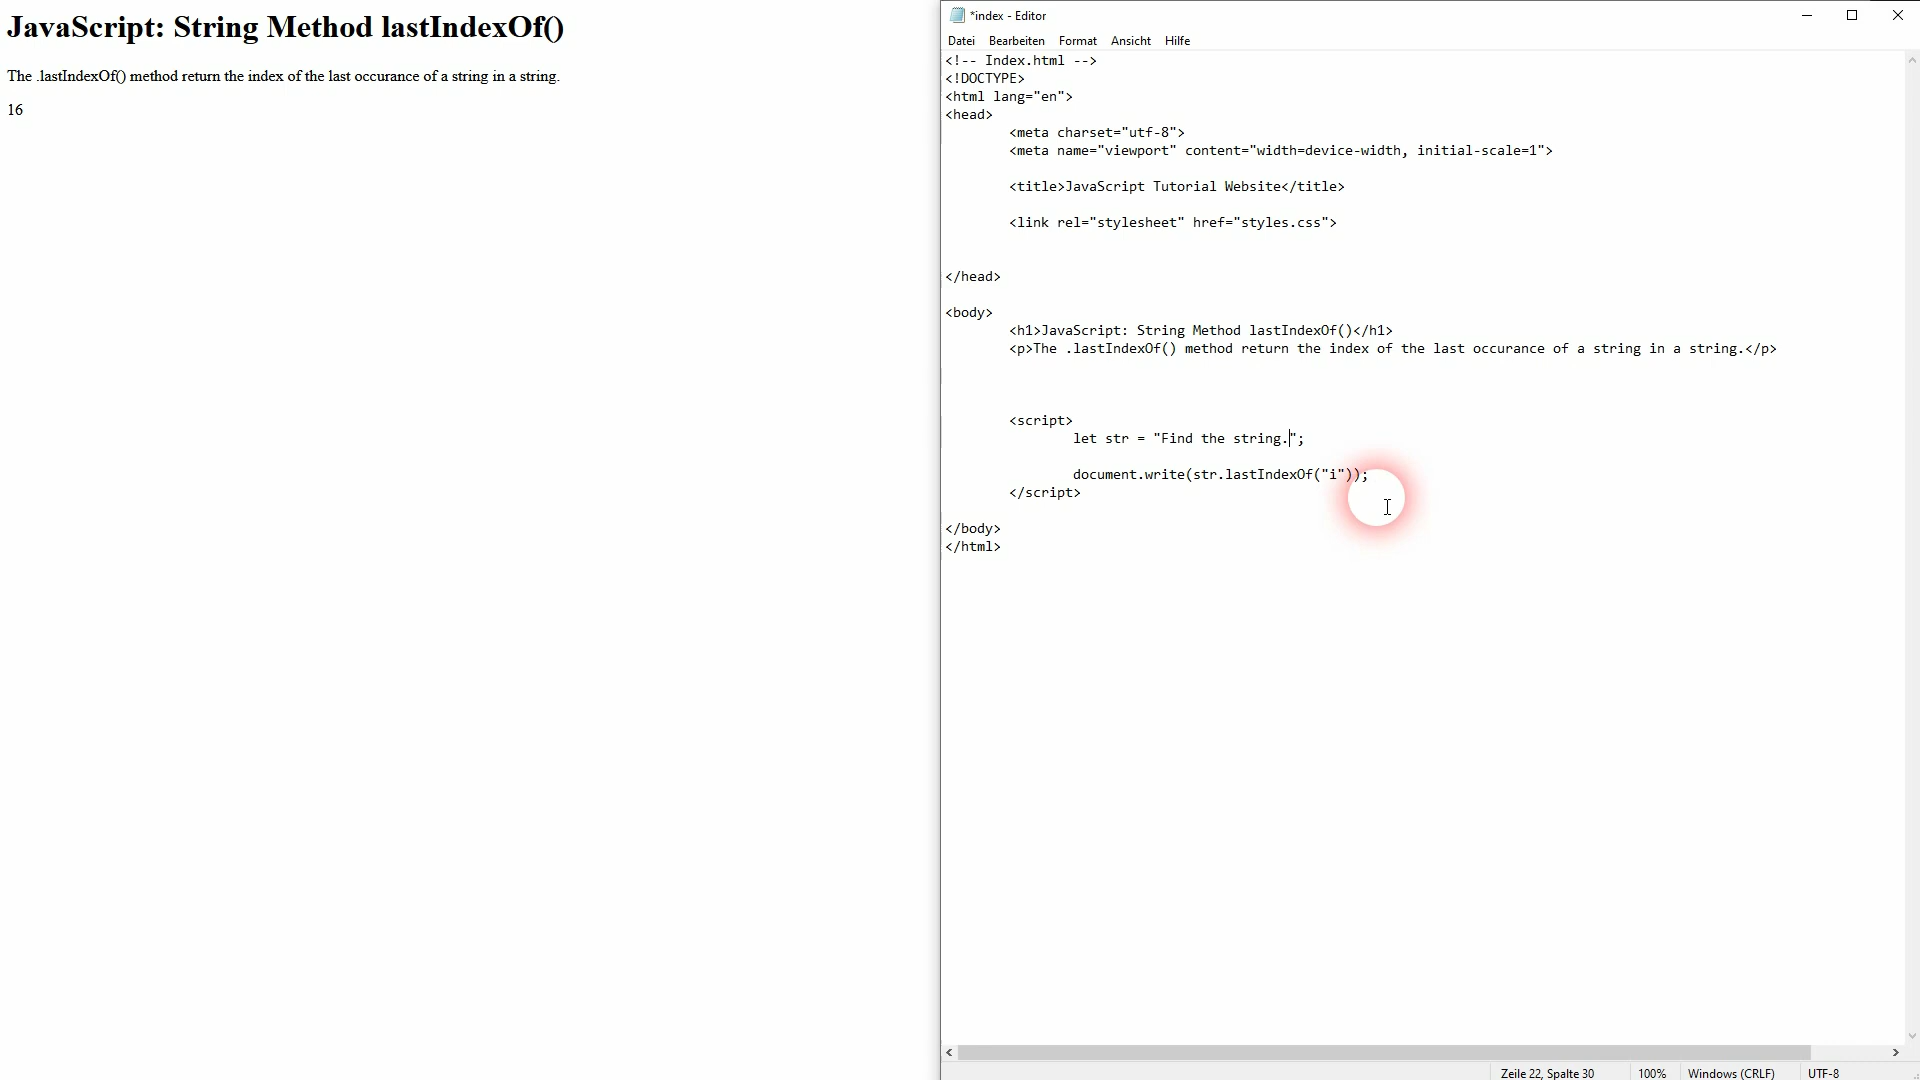 JavaScript: String Method lastIndexOf()
The .lastIndexOf() method return the index of the last occurance of a string in a string.
16
*index - Editor
Datei Bearbeiten Format Ansicht Hilfe
<!-- Index.html -->
<!DOCTYPE>
<html lang="en">
<head>
<meta charset="utf-8">
<meta name="viewport" content="width=device-width, initial-scale=1">
<title>JavaScript Tutorial Website</title>
<link rel="stylesheet" href="styles.css">
</head>
<body>
<h1>JavaScript: String Method lastIndexOf()</h1>
<p>The .lastIndexOf() method return the index of the last occurance of a string in a string.</p>
<script>
let str = "Find the string.";
document.write(str.lastIndexOf("i"));
</script>
</body>
</html>
Zeile 22, Spalte 30 100% Windows (CRLF) UTF-8